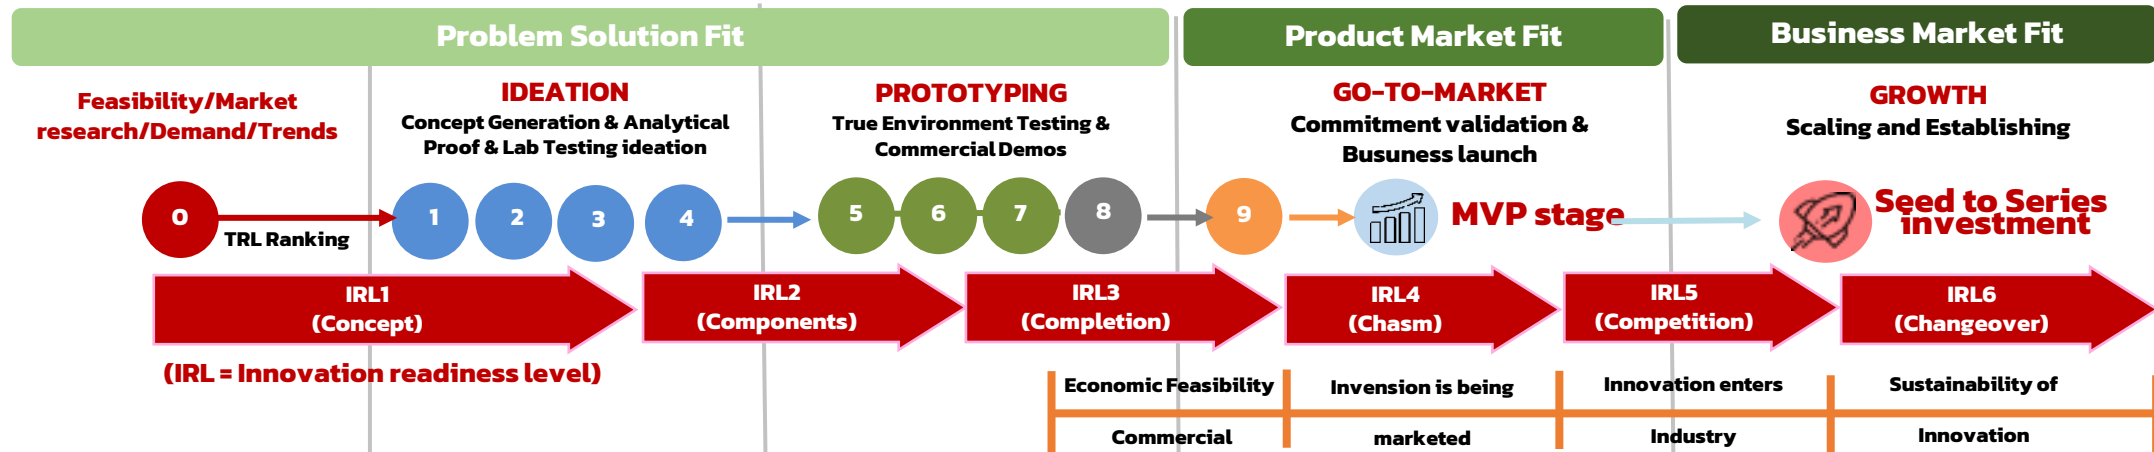 Problem Solution Fit
Product Market Fit
Business Market Fit
Feasibility/Market
research/Demand/Trends
IDEATION
Concept Generation & Analytical
Proof & Lab Testing ideation
PROTOTYPING
True Environment Testing &
Commercial Demos
GO-TO-MARKET
Commitment validation &
Busuness launch
GROWTH
Scaling and Establishing
0
TRL Ranking
1
2
3
4
5
6
7
8
9
MVP stage
Seed to Series
investment
IRL1
(Concept)
IRL2
(Components)
IRL3
(Completion)
IRL4
(Chasm)
IRL5
(Competition)
IRL6
(Changeover)
(IRL = Innovation readiness level)
Economic Feasibility
Commercial
Invension is being
marketed
Innovation enters
Industry
Sustainability of
Innovation